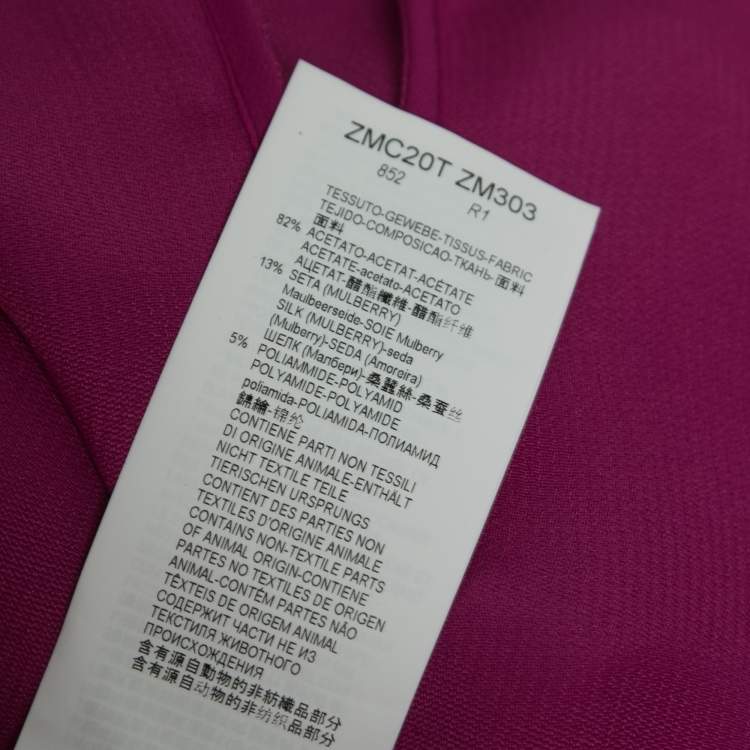 ZMC20T ZM303
852 R1
TESSUTO-GEWEBE-TISSUS-FABRIC
TEJIDO-COMPOSICAO-ТКАНЬ-面料
面料
82% ACETATO-ACETAT-ACÉTATE
ACETATE-acetato-ACETATO
АЦЕТАТ-醋酯纖維-醋酯纤维
13% SETA (MULBERRY)
Maulbeerseide-SOIE Mulberry
SILK (MULBERRY)-seda
(Mulberry)-SEDA (Amoreira)
ШЕЛК (Малбери)-桑蠶絲-桑蚕丝
5% POLIAMMIDE-POLYAMID
POLYAMIDE-POLYAMIDE
poliamida-POLIAMIDA-ПОЛИАМИД
錦綸-锦纶
CONTIENE PARTI NON TESSILI
DI ORIGINE ANIMALE-ENTHÄLT
NICHT TEXTILE TEILE
TIERISCHEN URSPRUNGS
CONTIENT DES PARTIES NON
TEXTILES D'ORIGINE ANIMALE
CONTAINS NON-TEXTILE PARTS
OF ANIMAL ORIGIN-CONTIENE
PARTES NO TEXTILES DE ORIGEN
ANIMAL-CONTÉM PARTES NÃO
TÊXTEIS DE ORIGEM ANIMAL
СОДЕРЖИТ ЧАСТИ НЕ ИЗ
ТЕКСТИЛЯ ЖИВОТНОГО
ПРОИСХОЖДЕНИЯ
含有源自動物的非紡織品部分
含有源自动物的非纺织品部分